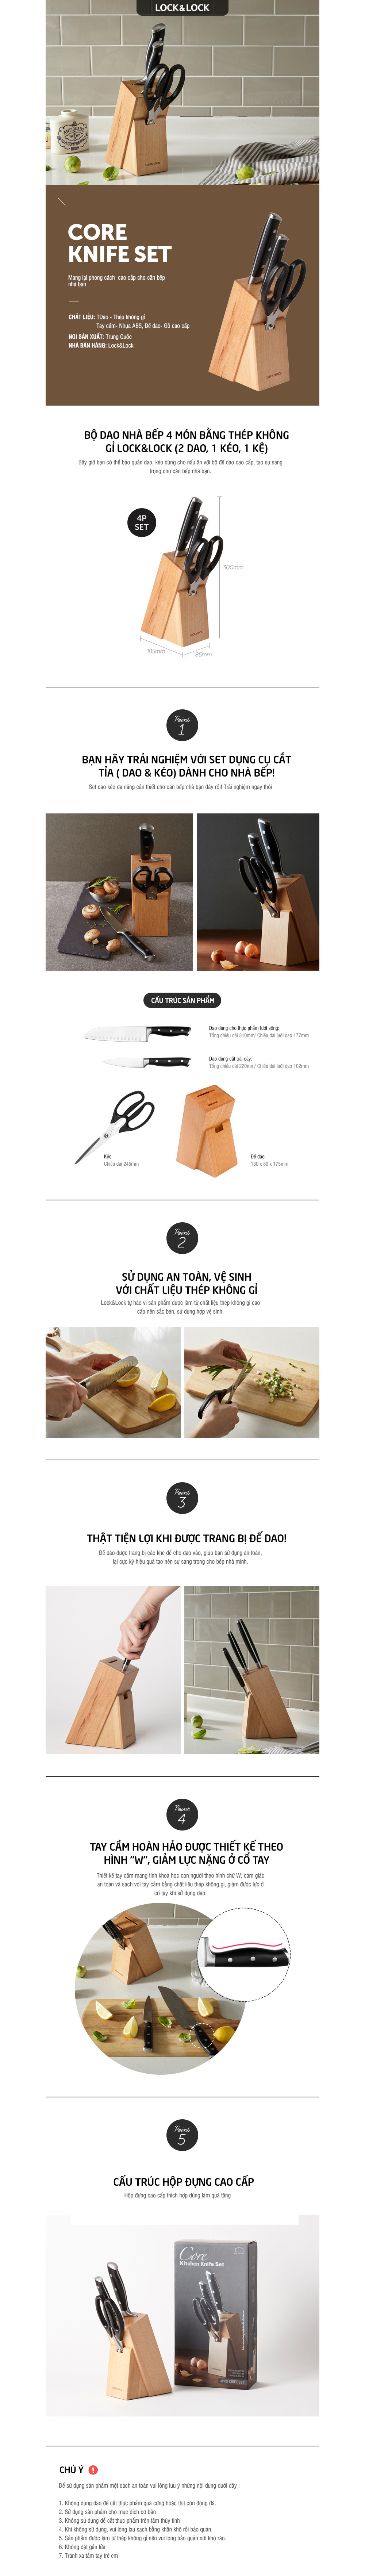 LOCK&LOCK
CORE
KNIFE SET
Mang lại phong cách cao cấp cho căn bếp
nhà bạn
CHẤT LIỆU: TDao - Thép không gỉ
Tay cầm- Nhựa ABS, Đế dao- Gỗ cao cấp
NƠI SẢN XUẤT: Trung Quốc
NHÀ BÁN HÀNG: Lock&Lock
BỘ DAO NHÀ BẾP 4 MÓN BẰNG THÉP KHÔNG
GỈ LOCK&LOCK (2 DAO, 1 KÉO, 1 KỆ)
Bây giờ bạn có thể bảo quản dao, kéo dùng cho nấu ăn với bộ đế dao cao cấp, tạo sự sang
trọng cho căn bếp nhà bạn.
4P
SET
300mm
185mm
85mm
Point
1
BẠN HÃY TRẢI NGHIỆM VỚI SET DỤNG CỤ CẮT
TỈA ( DAO & KÉO) DÀNH CHO NHÀ BẾP!
Set dao kéo đa năng cần thiết cho căn bếp nhà bạn đây rồi! Trải nghiệm ngay thôi
CẤU TRÚC SẢN PHẨM
Dao dùng cho thực phẩm tươi sống:
Tổng chiều dài 310mm/ Chiều dài lưỡi dao 177mm
Dao dùng cắt trái cây:
Tổng chiều dài 220mm/ Chiều dài lưỡi dao 102mm
Kéo
Chiều dài 245mm
Đế dao
135 x 85 x 175mm
Point
2
SỬ DỤNG AN TOÀN, VỆ SINH
VỚI CHẤT LIỆU THÉP KHÔNG GỈ
Lock&Lock tự hào vì sản phẩm được làm từ chất liệu thép không gỉ cao
cấp nên sắc bén, sử dụng hợp vệ sinh.
Point
3
THẬT TIỆN LỢI KHI ĐƯỢC TRANG BỊ ĐẾ DAO!
Đế dao được trang bị các khe để cho dao vào, giúp bạn sử dụng an toàn,
lại cực kỳ hiệu quả tạo nên sự sang trọng cho bếp nhà mình.
Point
4
TAY CẦM HOÀN HẢO ĐƯỢC THIẾT KẾ THEO
HÌNH "W", GIẢM LỰC NẶNG Ở CỔ TAY
Thiết kế tay cầm mang tính khoa học con người theo hình chữ W, cảm giác
an toàn và sạch với tay cầm bằng chất liệu thép không gỉ, giảm được lực ở
cổ tay khi sử dụng dao.
Point
5
CẤU TRÚC HỘP ĐỰNG CAO CẤP
Hộp đựng cao cấp thích hợp dùng làm quà tặng
Core
Kitchen Knife Set
CHÚ Ý !
Để sử dụng sản phẩm một cách an toàn vui lòng lưu ý những nội dung dưới đây :
1. Không dùng dao để cắt thực phẩm quá cứng hoặc thịt còn đông đá.
2. Sử dụng sản phẩm cho mục đích cơ bản
3. Không sử dụng để cắt thực phẩm trên tấm thủy tinh
4. Khi không sử dụng, vui lòng lau sạch bằng khăn khô rồi bảo quản.
5. Sản phẩm được làm từ thép không gỉ nên vui lòng bảo quản nơi khô ráo.
6. Không đặt gần lửa
7. Tránh xa tầm tay trẻ em